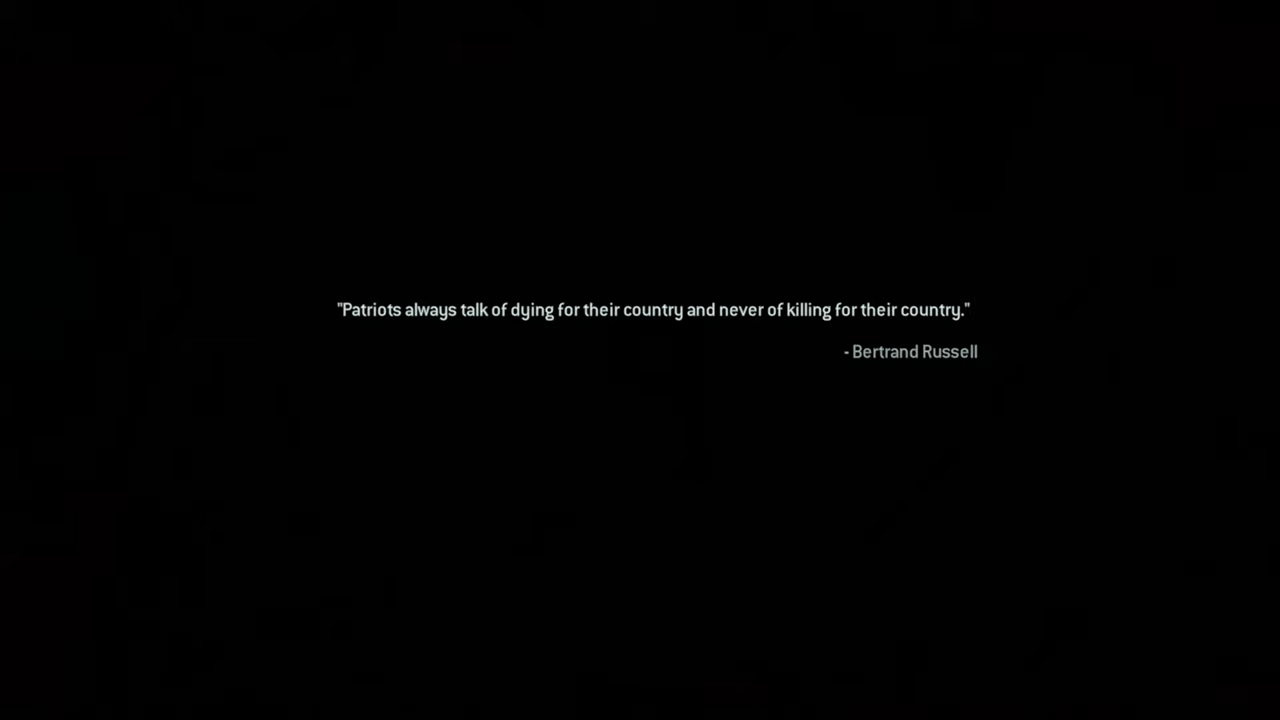 "Patriots always talk of dying for their country and never of killing for their country."
- Bertrand Russell